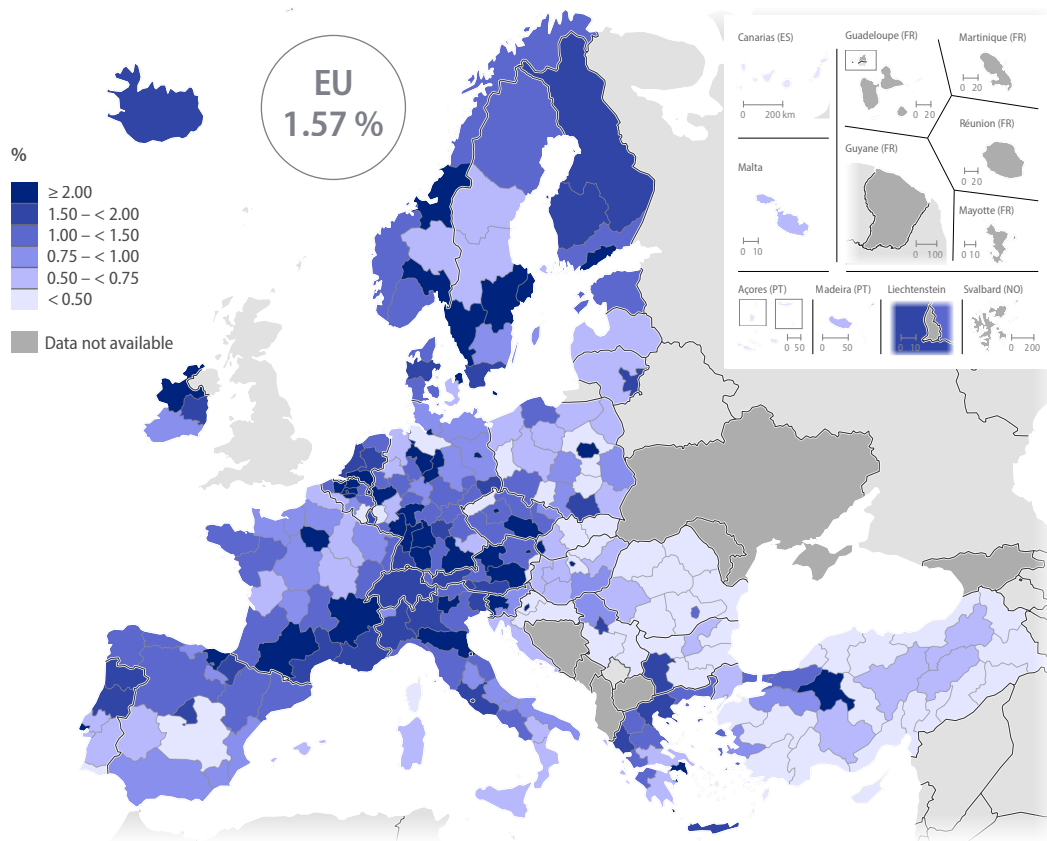 EU
1.57 %
%
≥ 2.00
1.50 – < 2.00
1.00 – < 1.50
0.75 – < 1.00
0.50 – < 0.75
< 0.50
Data not available
Canarias (ES)
0 200 km
Guadeloupe (FR)
0 20
Martinique (FR)
0 20
Réunion (FR)
0 20
Malta
0 10
Guyane (FR)
0 100
Mayotte (FR)
0 10
Açores (PT)
0 50
Madeira (PT)
0 50
Liechtenstein
0 10
Svalbard (NO)
0 200